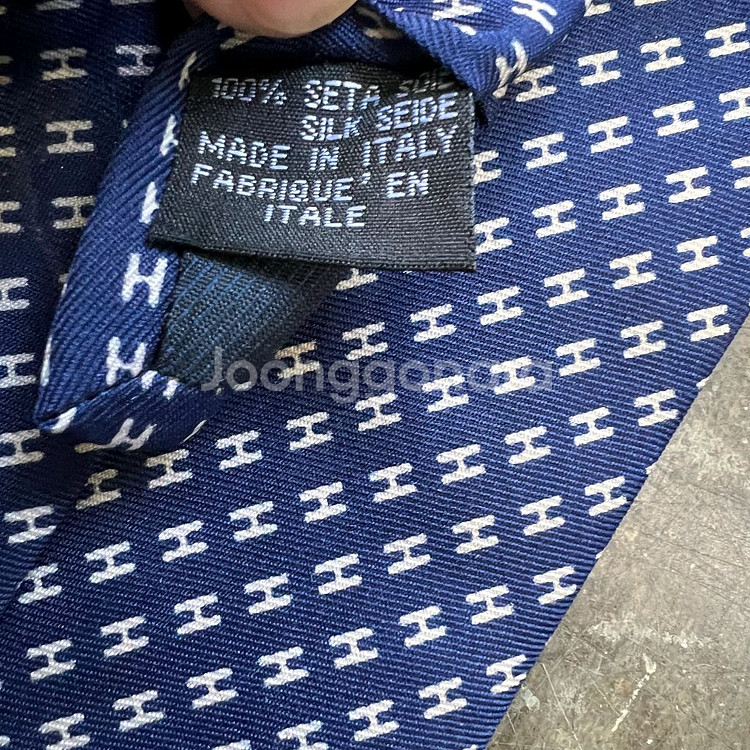 100% SETA SOIE
SILK SEIDE
MADE IN ITALY
FABRIQUE' EN
ITALE
Joonggonara